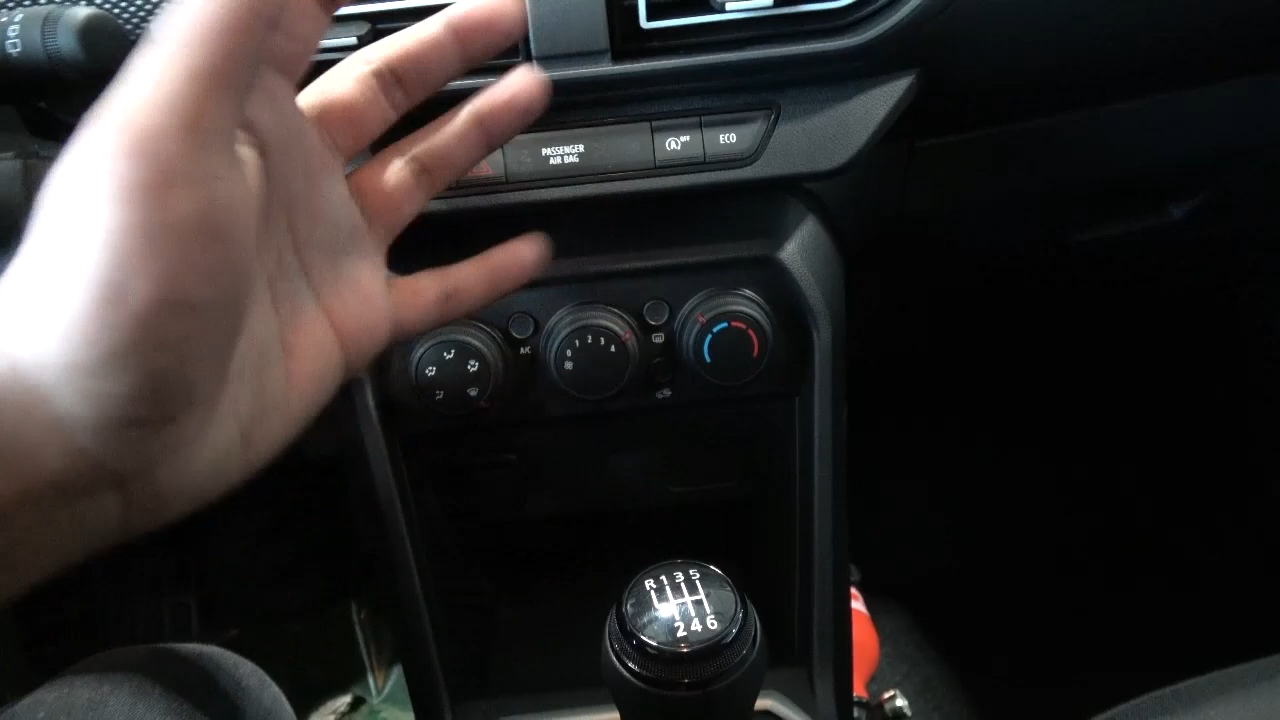 PASSENGER
AIR BAG
OFF
ECO
A/C
0 1 2 3 4
R 1 3 5
2 4 6